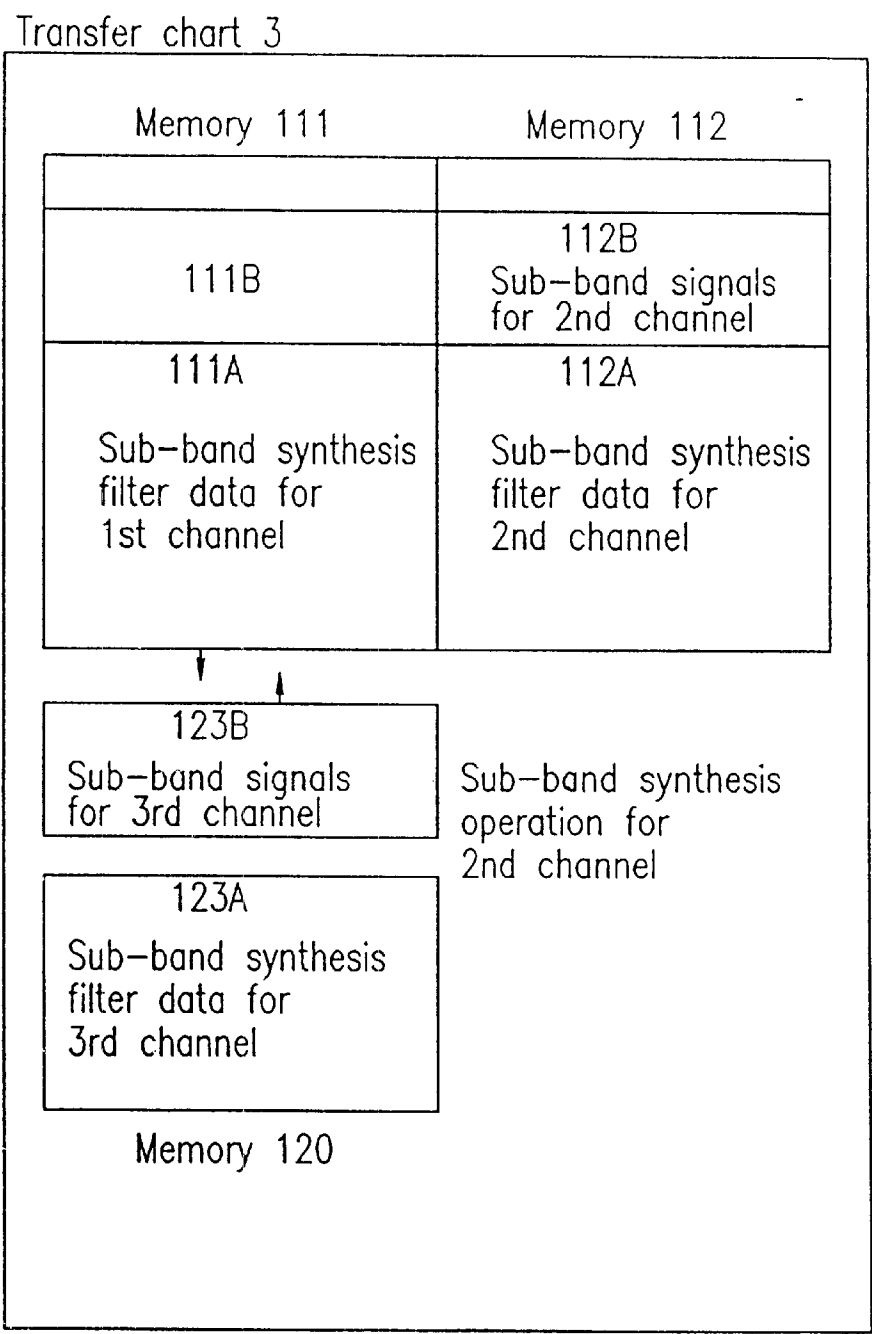 Transfer chart 3
Memory 111
Memory 112
111B
112B
Sub-band signals
for 2nd channel
111A
Sub-band synthesis
filter data for
1st channel
112A
Sub-band synthesis
filter data for
2nd channel
123B
Sub-band signals
for 3rd channel
Sub-band synthesis
operation for
2nd channel
123A
Sub-band synthesis
filter data for
3rd channel
Memory 120